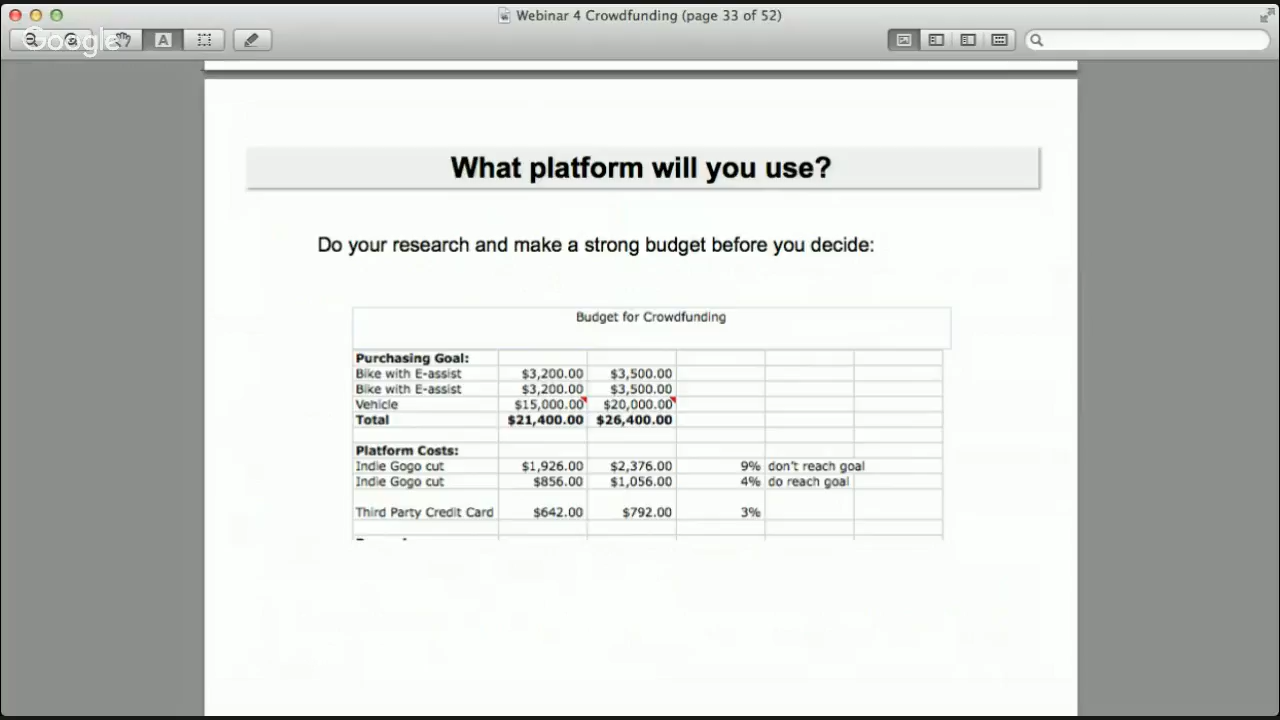 Webinar 4 Crowdfunding (page 33 of 52)
Google
A
What platform will you use?
Do your research and make a strong budget before you decide:
Budget for Crowdfunding
Purchasing Goal:
Bike with E-assist $3,200.00 $3,500.00
Bike with E-assist $3,200.00 $3,500.00
Vehicle $15,000.00 $20,000.00
Total $21,400.00 $26,400.00
Platform Costs:
Indie Gogo cut $1,926.00 $2,376.00 9% don't reach goal
Indie Gogo cut $856.00 $1,056.00 4% do reach goal
Third Party Credit Card $642.00 $792.00 3%